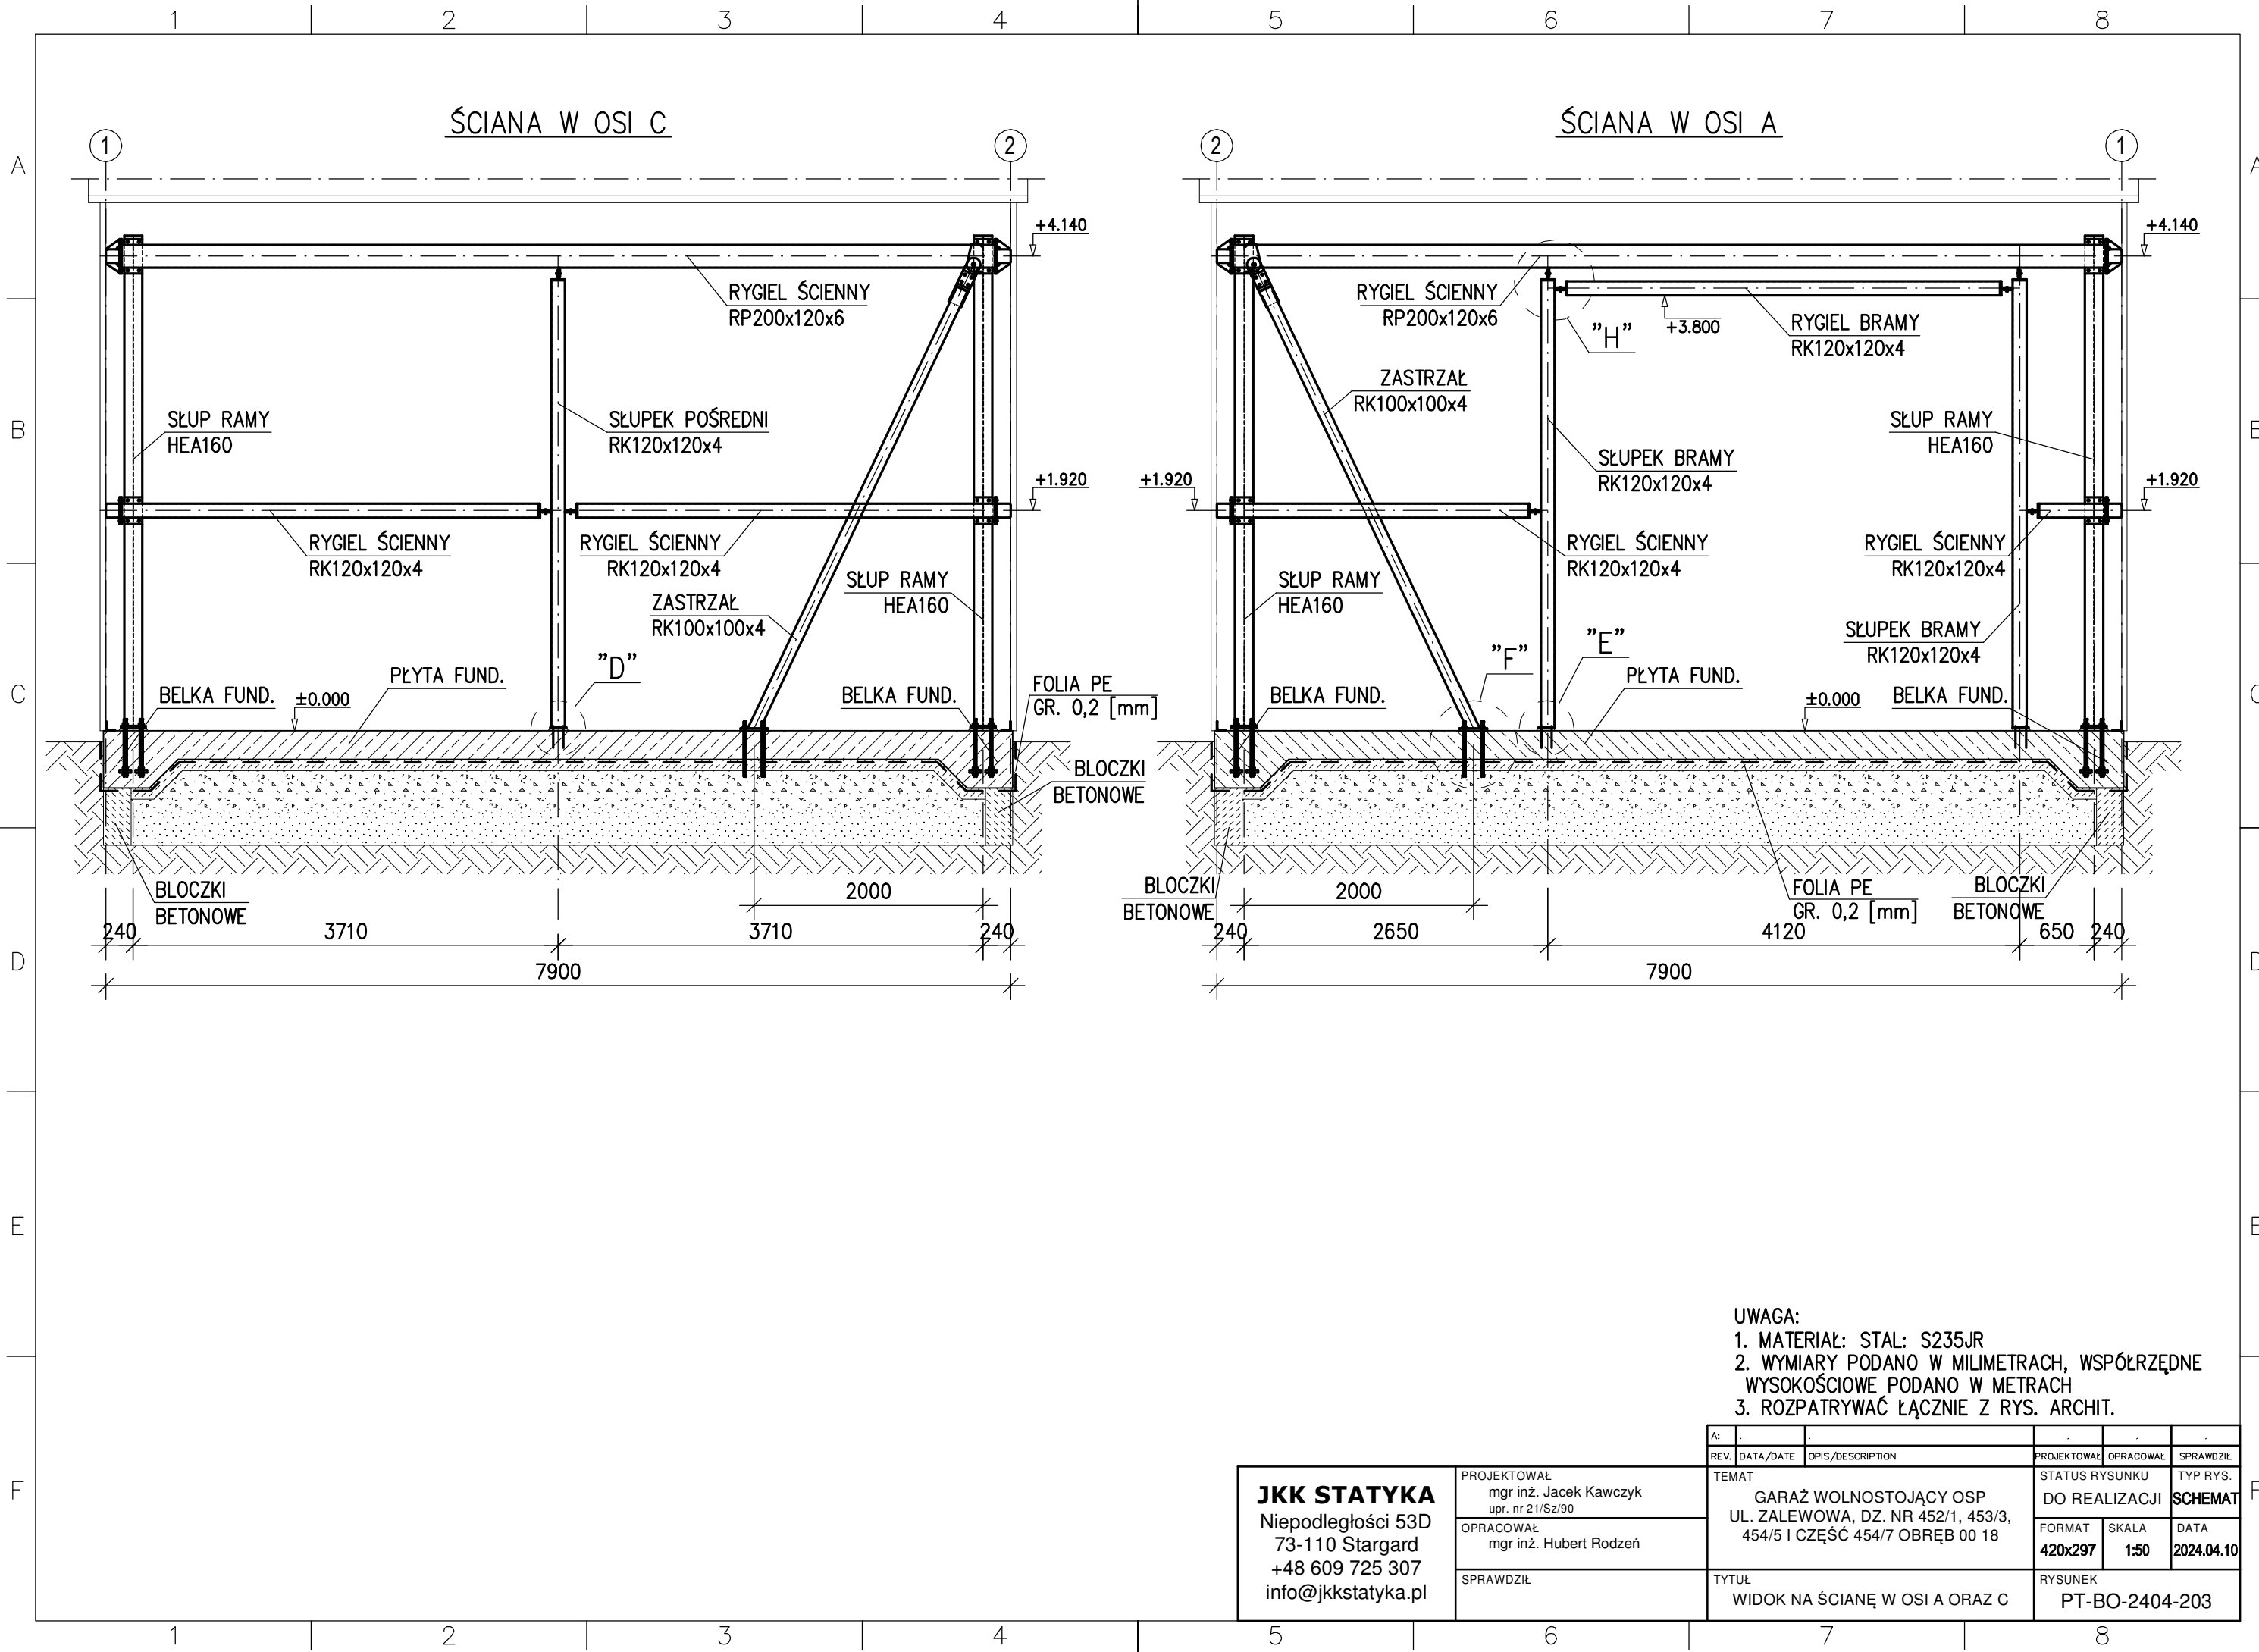 1 2 3 4 5 6 7 8
A
B
C
D
E
F
ŚCIANA W OSI C
1
2
+4.140
RYGIEL ŚCIENNY
RP200x120x6
SŁUP RAMY
HEA160
SŁUPEK POŚREDNI
RK120x120x4
+1.920
RYGIEL ŚCIENNY
RK120x120x4
RYGIEL ŚCIENNY
RK120x120x4
SŁUP RAMY
HEA160
ZASTRZAŁ
RK100x100x4
"D"
PŁYTA FUND.
BELKA FUND.
±0.000
BELKA FUND.
FOLIA PE
GR. 0,2 [mm]
BLOCZKI
BETONOWE
BLOCZKI
BETONOWE
2000
240 3710 3710 240
7900
ŚCIANA W OSI A
2
1
+4.140
RYGIEL ŚCIENNY
RP200x120x6
"H"
+3.800
RYGIEL BRAMY
RK120x120x4
ZASTRZAŁ
RK100x100x4
SŁUP RAMY
HEA160
SŁUPEK BRAMY
RK120x120x4
+1.920
+1.920
RYGIEL ŚCIENNY
RK120x120x4
RYGIEL ŚCIENNY
RK120x120x4
SŁUP RAMY
HEA160
SŁUPEK BRAMY
RK120x120x4
"F"
"E"
PŁYTA FUND.
BELKA FUND.
±0.000
BELKA FUND.
BLOCZKI
BETONOWE
2000
FOLIA PE
GR. 0,2 [mm]
BLOCZKI
BETONOWE
240 2650 4120 650 240
7900
UWAGA:
1. MATERIAŁ: STAL: S235JR
2. WYMIARY PODANO W MILIMETRACH, WSPÓŁRZĘDNE
WYSOKOŚCIOWE PODANO W METRACH
3. ROZPATRYWAĆ ŁĄCZNIE Z RYS. ARCHIT.
A: . . . . .
REV. DATA/DATE OPIS/DESCRIPTION PROJEKTOWAŁ OPRACOWAŁ SPRAWDZIŁ
JKK STATYKA
Niepodległości 53D
73-110 Stargard
+48 609 725 307
info@jkkstatyka.pl
PROJEKTOWAŁ
mgr inż. Jacek Kawczyk
upr. nr 21/Sz/90
OPRACOWAŁ
mgr inż. Hubert Rodzeń
SPRAWDZIŁ
TEMAT
GARAŻ WOLNOSTOJĄCY OSP
UL. ZALEWOWA, DZ. NR 452/1, 453/3,
454/5 I CZĘŚĆ 454/7 OBRĘB 00 18
TYTUŁ
WIDOK NA ŚCIANĘ W OSI A ORAZ C
STATUS RYSUNKU
DO REALIZACJI
TYP RYS.
SCHEMAT
FORMAT
420x297
SKALA
1:50
DATA
2024.04.10
RYSUNEK
PT-BO-2404-203
A
B
C
D
E
F
1 2 3 4 5 6 7 8